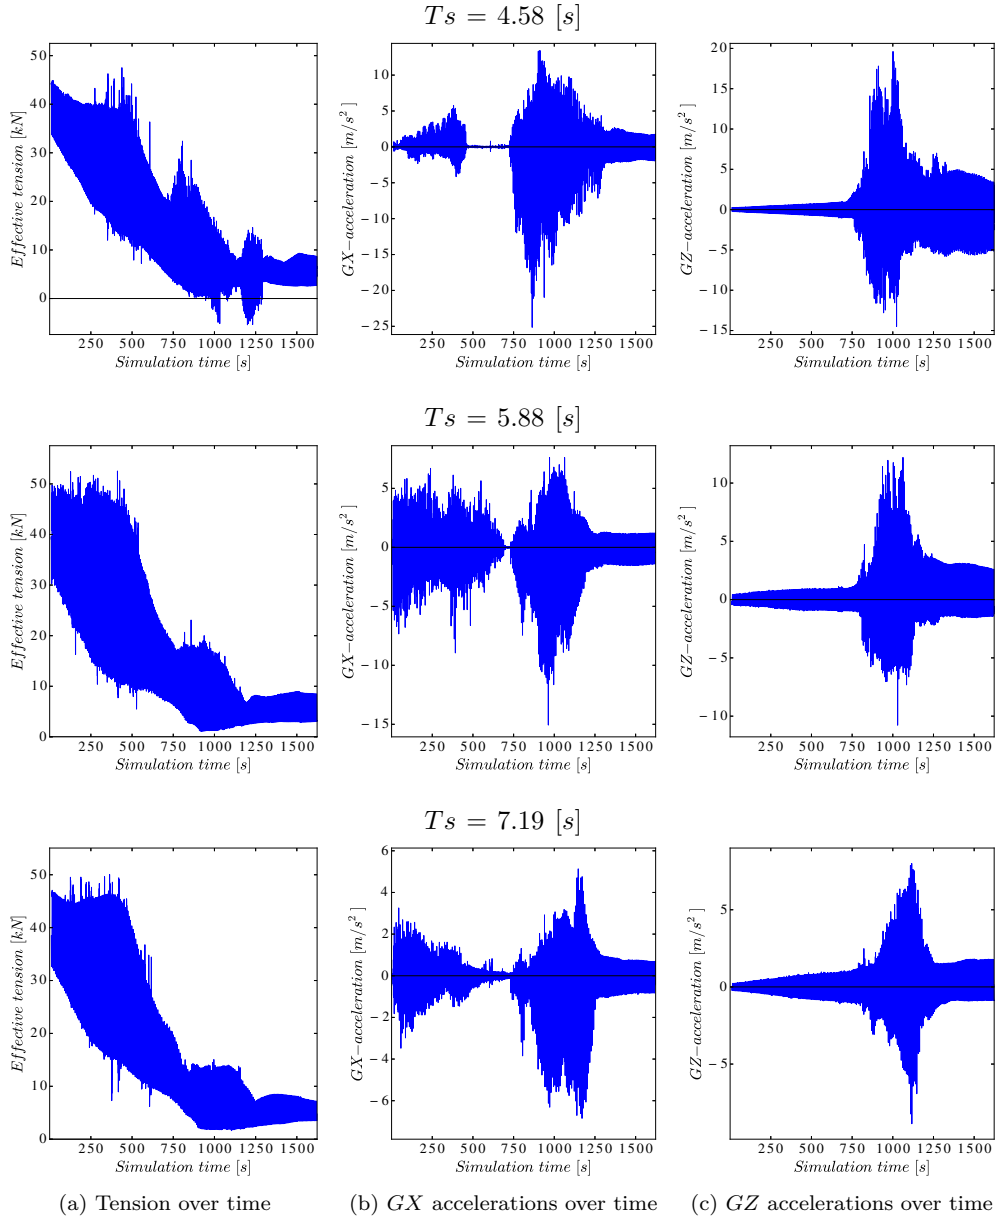 Ts = 4.58 [s]
Effective tension [kN]
50
40
30
20
10
0
250 500 750 1000 1250 1500
Simulation time [s]
GX−acceleration [m/s² ]
10
5
0
−5
−10
−15
−20
−25
250 500 750 1000 1250 1500
Simulation time [s]
GZ−acceleration [m/s² ]
20
15
10
5
0
−5
−10
−15
250 500 750 1000 1250 1500
Simulation time [s]
Ts = 5.88 [s]
Effective tension [kN]
50
40
30
20
10
0
250 500 750 1000 1250 1500
Simulation time [s]
GX−acceleration [m/s² ]
5
0
−5
−10
−15
250 500 750 1000 1250 1500
Simulation time [s]
GZ−acceleration [m/s² ]
10
5
0
−5
−10
250 500 750 1000 1250 1500
Simulation time [s]
Ts = 7.19 [s]
Effective tension [kN]
50
40
30
20
10
0
250 500 750 1000 1250 1500
Simulation time [s]
GX−acceleration [m/s² ]
6
4
2
0
−2
−4
−6
250 500 750 1000 1250 1500
Simulation time [s]
GZ−acceleration [m/s² ]
5
0
−5
250 500 750 1000 1250 1500
Simulation time [s]
(a) Tension over time
(b) GX accelerations over time
(c) GZ accelerations over time